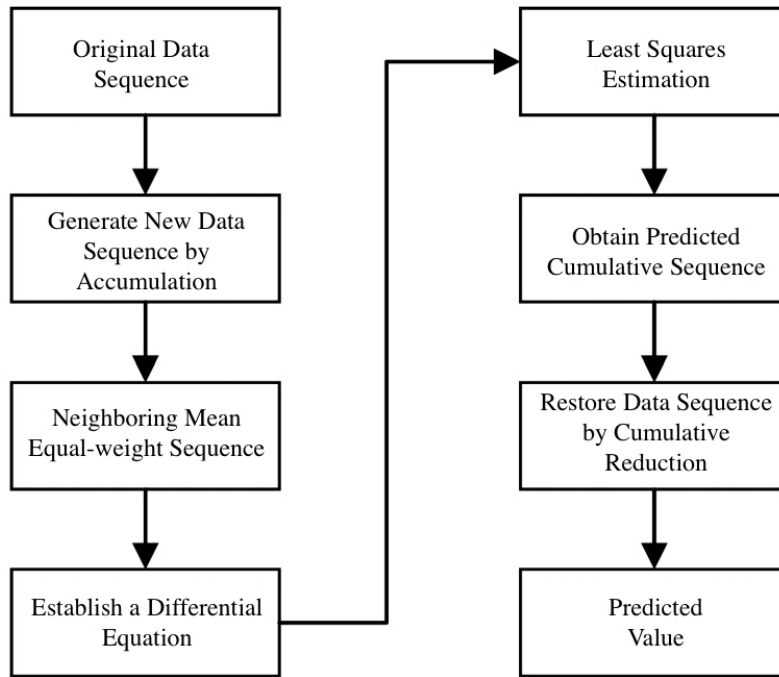 Original Data
Sequence
Generate New Data
Sequence by
Accumulation
Neighboring Mean
Equal-weight Sequence
Establish a Differential
Equation
Least Squares
Estimation
Obtain Predicted
Cumulative Sequence
Restore Data Sequence
by Cumulative
Reduction
Predicted
Value